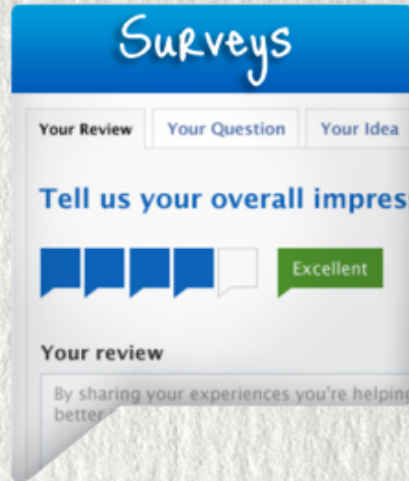 Surveys
Your Review Your Question Your Idea
Tell us your overall impres
Excellent
Your review
By sharing your experiences you're helping
better